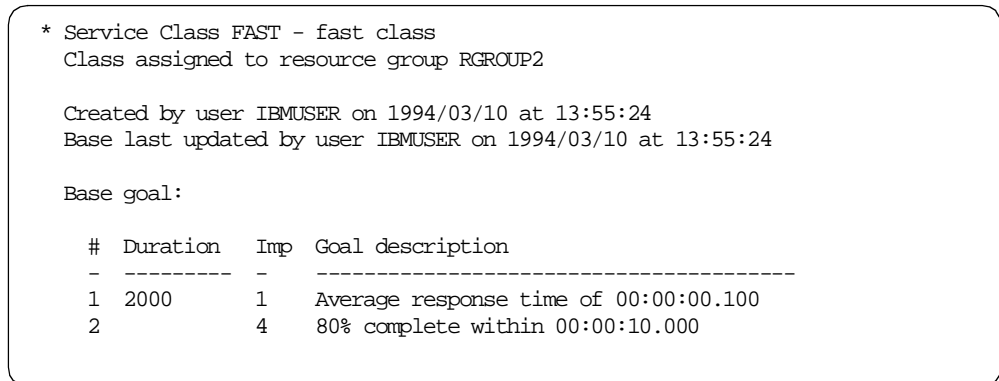 * Service Class FAST - fast class
Class assigned to resource group RGROUP2
Created by user IBMUSER on 1994/03/10 at 13:55:24
Base last updated by user IBMUSER on 1994/03/10 at 13:55:24
Base goal:
# Duration Imp Goal description
- --------- - ----------------------------------------
1 2000 1 Average response time of 00:00:00.100
2 4 80% complete within 00:00:10.000